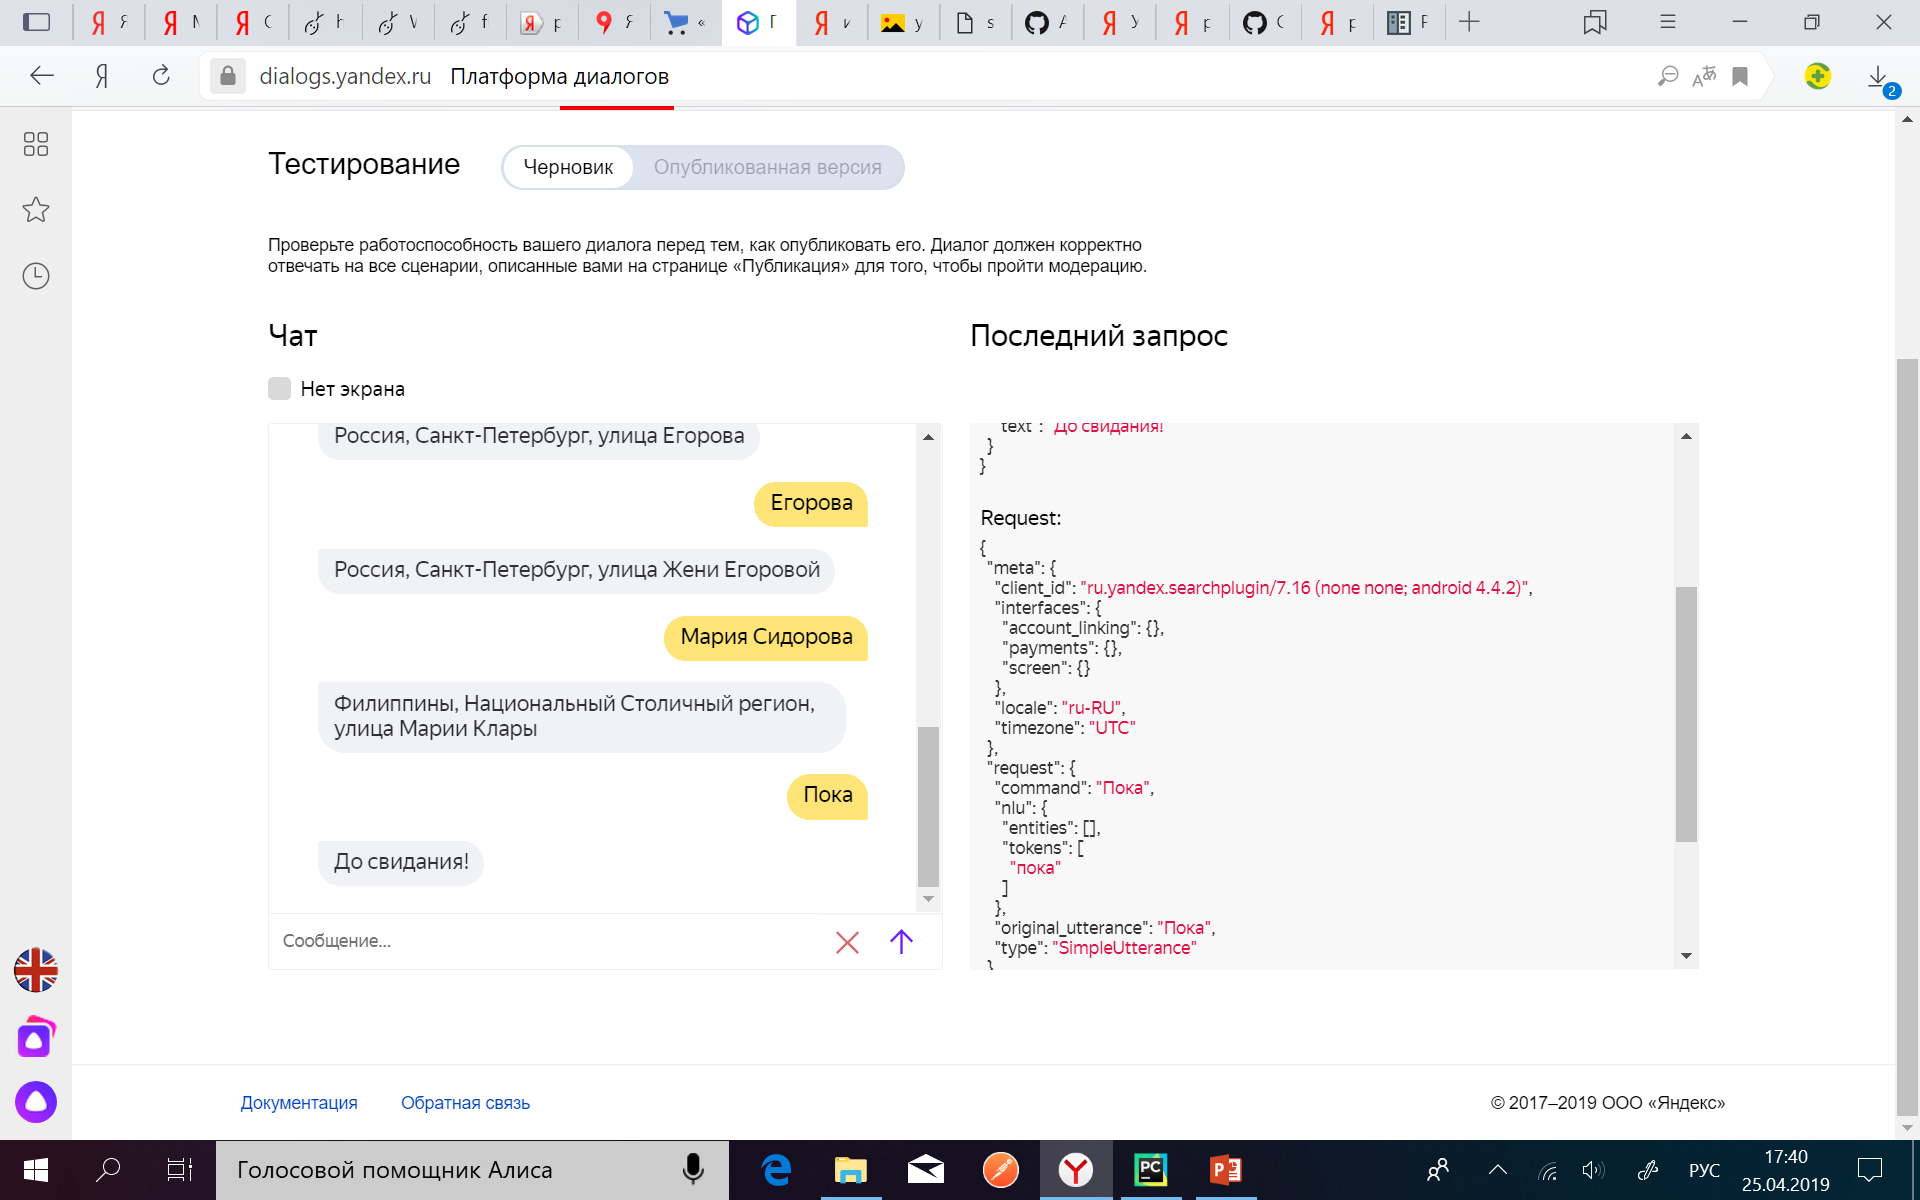 dialogs.yandex.ru Платформа диалогов
2
Тестирование Черновик Опубликованная версия
Проверьте работоспособность вашего диалога перед тем, как опубликовать его. Диалог должен корректно
отвечать на все сценарии, описанные вами на странице «Публикация» для того, чтобы пройти модерацию.
Чат
Нет экрана
Россия, Санкт-Петербург, улица Егорова
Егорова
Россия, Санкт-Петербург, улица Жени Егоровой
Мария Сидорова
Филиппины, Национальный Столичный регион,
улица Марии Клары
Пока
До свидания!
Сообщение...
Последний запрос
"text": "До свидания!"
}
}
Request:
{
"meta": {
"client_id": "ru.yandex.searchplugin/7.16 (none none; android 4.4.2)",
"interfaces": {
"account_linking": {},
"payments": {},
"screen": {}
},
"locale": "ru-RU",
"timezone": "UTC"
},
"request": {
"command": "Пока",
"nlu": {
"entities": [],
"tokens": [
"пока"
]
},
"original_utterance": "Пока",
"type": "SimpleUtterance"
}
Документация Обратная связь © 2017–2019 ООО «Яндекс»
Голосовой помощник Алиса
РУС
17:40
25.04.2019